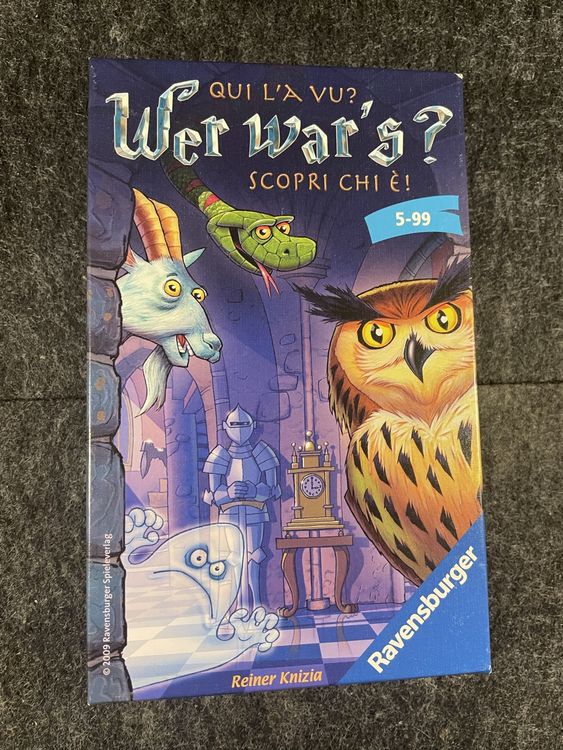 QUI L'A VU?
Wer war's?
SCOPRI CHI È!
5-99
© 2009 Ravensburger Spieleverlag
Ravensburger
Reiner Knizia